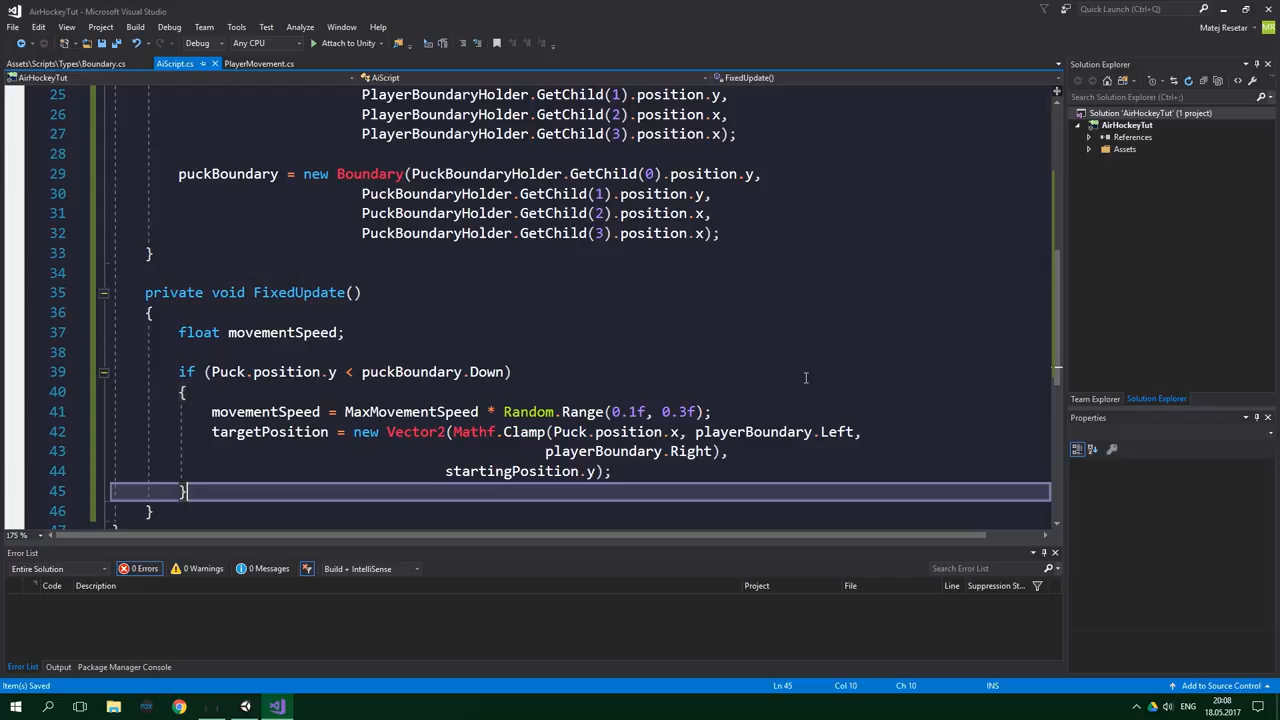 AirHockeyTut - Microsoft Visual Studio
Quick Launch (Ctrl+Q)
File Edit View Project Build Debug Team Tools Test Analyze Window Help
Matej Resetar
MR
Debug Any CPU Attach to Unity
Assets\Scripts\Types\Boundary.cs AiScript.cs PlayerMovement.cs
AirHockeyTut AiScript FixedUpdate()
25 PlayerBoundaryHolder.GetChild(1).position.y,
26 PlayerBoundaryHolder.GetChild(2).position.x,
27 PlayerBoundaryHolder.GetChild(3).position.x);
28
29 puckBoundary = new Boundary(PuckBoundaryHolder.GetChild(0).position.y,
30 PuckBoundaryHolder.GetChild(1).position.y,
31 PuckBoundaryHolder.GetChild(2).position.x,
32 PuckBoundaryHolder.GetChild(3).position.x);
33 }
34
35 private void FixedUpdate()
36 {
37 float movementSpeed;
38
39 if (Puck.position.y < puckBoundary.Down)
40 {
41 movementSpeed = MaxMovementSpeed * Random.Range(0.1f, 0.3f);
42 targetPosition = new Vector2(Mathf.Clamp(Puck.position.x, playerBoundary.Left,
43 playerBoundary.Right),
44 startingPosition.y);
45 }
46 }
47 }
175 %
Solution Explorer
Search Solution Explorer (Ctrl+;)
Solution 'AirHockeyTut' (1 project)
AirHockeyTut
References
Assets
Team Explorer Solution Explorer
Properties
Error List
Entire Solution 0 Errors 0 Warnings 0 Messages Build + IntelliSense Search Error List
Code Description Project File Line Suppression St...
Error List Output Package Manager Console
Item(s) Saved Ln 45 Col 10 Ch 10 INS Add to Source Control
ENG
20:08
18.05.2017